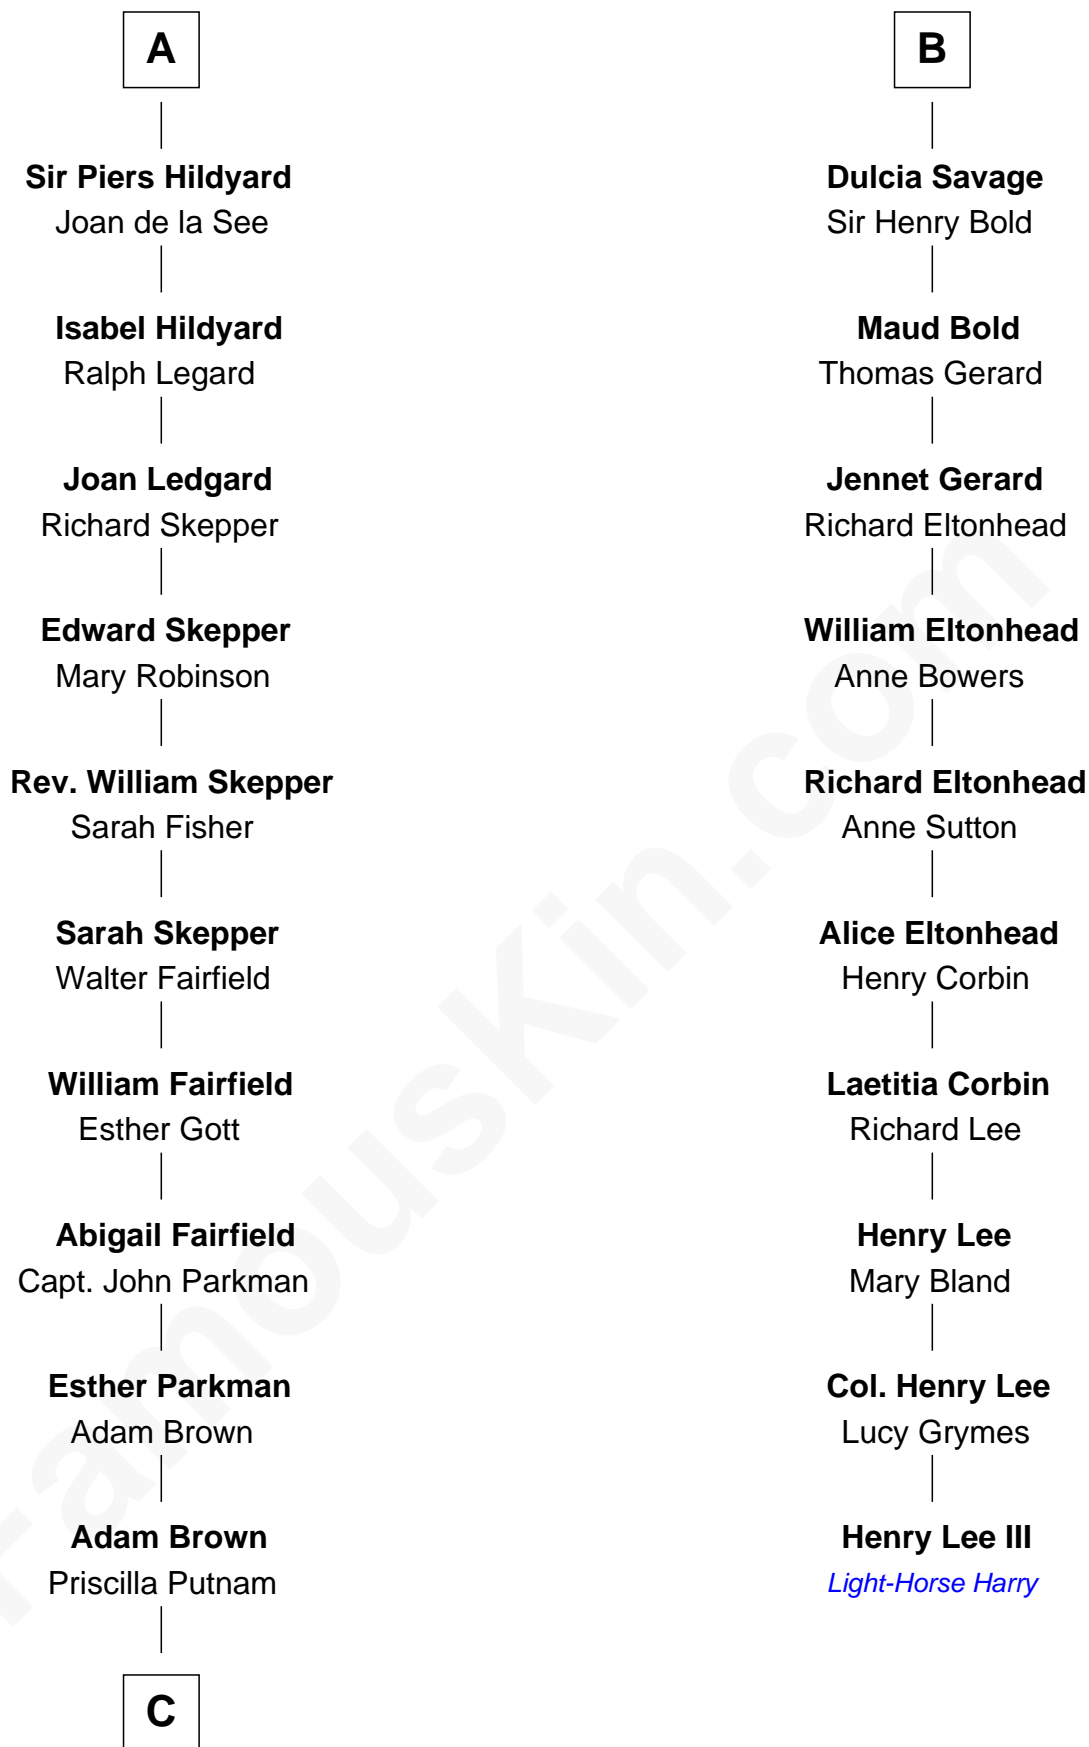 A
Sir Piers Hildyard
Joan de la See
Isabel Hildyard
Ralph Legard
Joan Ledgard
Richard Skepper
Edward Skepper
Mary Robinson
Rev. William Skepper
Sarah Fisher
Sarah Skepper
Walter Fairfield
William Fairfield
Esther Gott
Abigail Fairfield
Capt. John Parkman
Esther Parkman
Adam Brown
Adam Brown
Priscilla Putnam
C
B
Dulcia Savage
Sir Henry Bold
Maud Bold
Thomas Gerard
Jennet Gerard
Richard Eltonhead
William Eltonhead
Anne Bowers
Richard Eltonhead
Anne Sutton
Alice Eltonhead
Henry Corbin
Laetitia Corbin
Richard Lee
Henry Lee
Mary Bland
Col. Henry Lee
Lucy Grymes
Henry Lee III
Light-Horse Harry
FamousKin.com